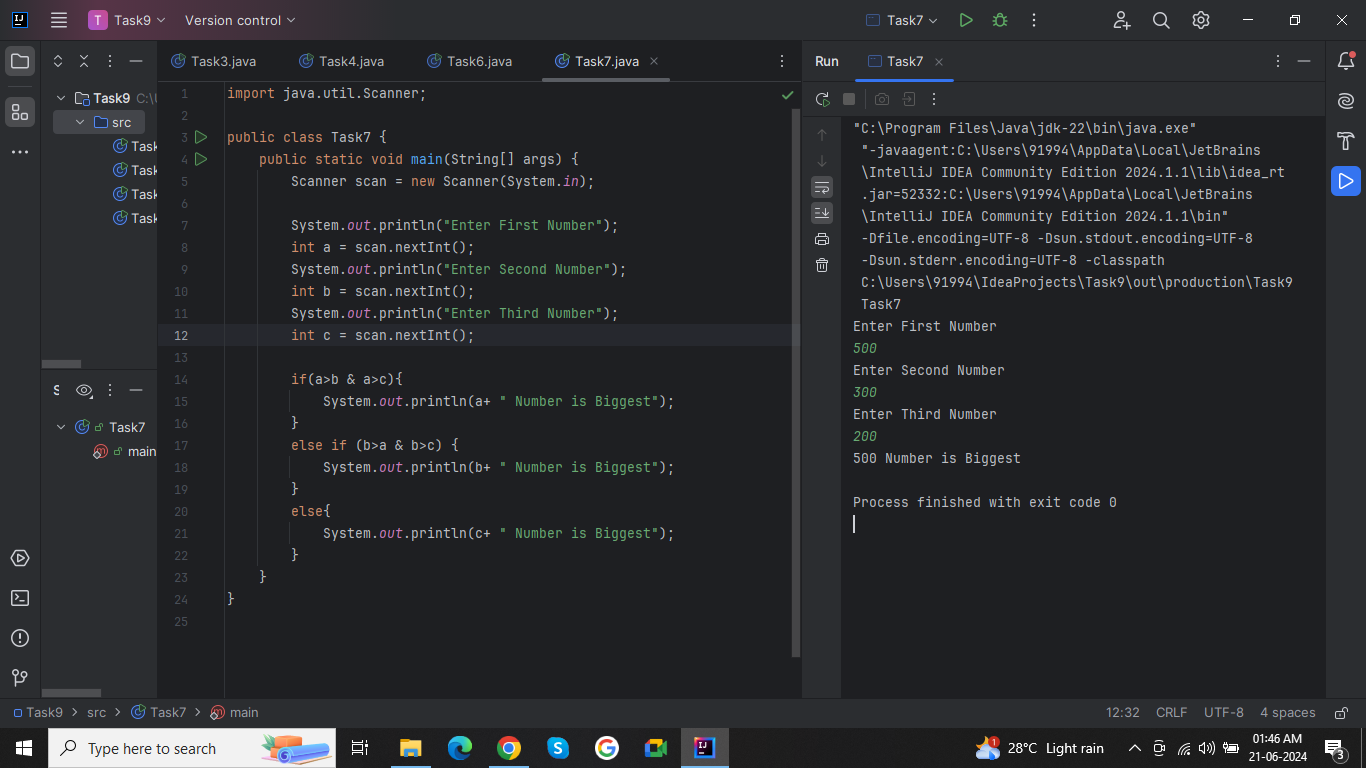 T Task9 Version control Task7
Task3.java Task4.java Task6.java Task7.java
Run Task7
Task9 C:\U
src
Task
Task
Task
Task
S
Task7
main
1 import java.util.Scanner;
2
3 public class Task7 {
4 public static void main(String[] args) {
5 Scanner scan = new Scanner(System.in);
6
7 System.out.println("Enter First Number");
8 int a = scan.nextInt();
9 System.out.println("Enter Second Number");
10 int b = scan.nextInt();
11 System.out.println("Enter Third Number");
12 int c = scan.nextInt();
13
14 if(a>b & a>c){
15 System.out.println(a+ " Number is Biggest");
16 }
17 else if (b>a & b>c) {
18 System.out.println(b+ " Number is Biggest");
19 }
20 else{
21 System.out.println(c+ " Number is Biggest");
22 }
23 }
24 }
25
"C:\Program Files\Java\jdk-22\bin\java.exe"
"-javaagent:C:\Users\91994\AppData\Local\JetBrains
\IntelliJ IDEA Community Edition 2024.1.1\lib\idea_rt
.jar=52332:C:\Users\91994\AppData\Local\JetBrains
\IntelliJ IDEA Community Edition 2024.1.1\bin"
-Dfile.encoding=UTF-8 -Dsun.stdout.encoding=UTF-8
-Dsun.stderr.encoding=UTF-8 -classpath
C:\Users\91994\IdeaProjects\Task9\out\production\Task9
Task7
Enter First Number
500
Enter Second Number
300
Enter Third Number
200
500 Number is Biggest
Process finished with exit code 0
Task9 > src > Task7 > main
12:32 CRLF UTF-8 4 spaces
Type here to search
28°C Light rain
01:46 AM
21-06-2024
3